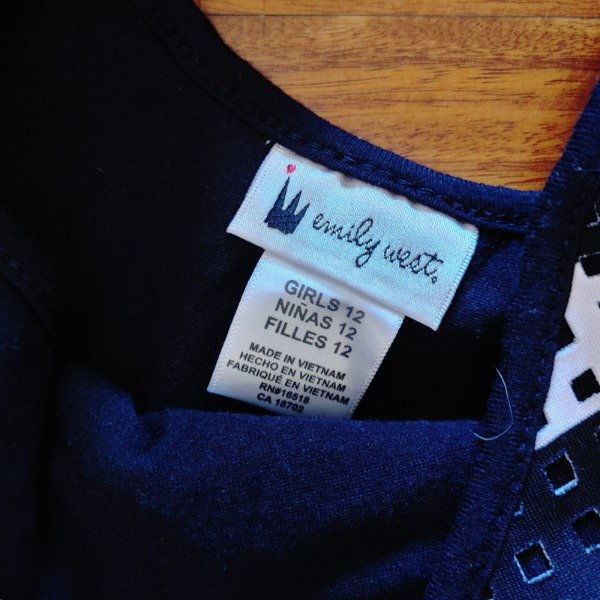 emily west.
GIRLS 12
NIÑAS 12
FILLES 12
MADE IN VIETNAM
HECHO EN VIETNAM
FABRIQUÉ EN VIETNAM
RN#16518
CA 18702